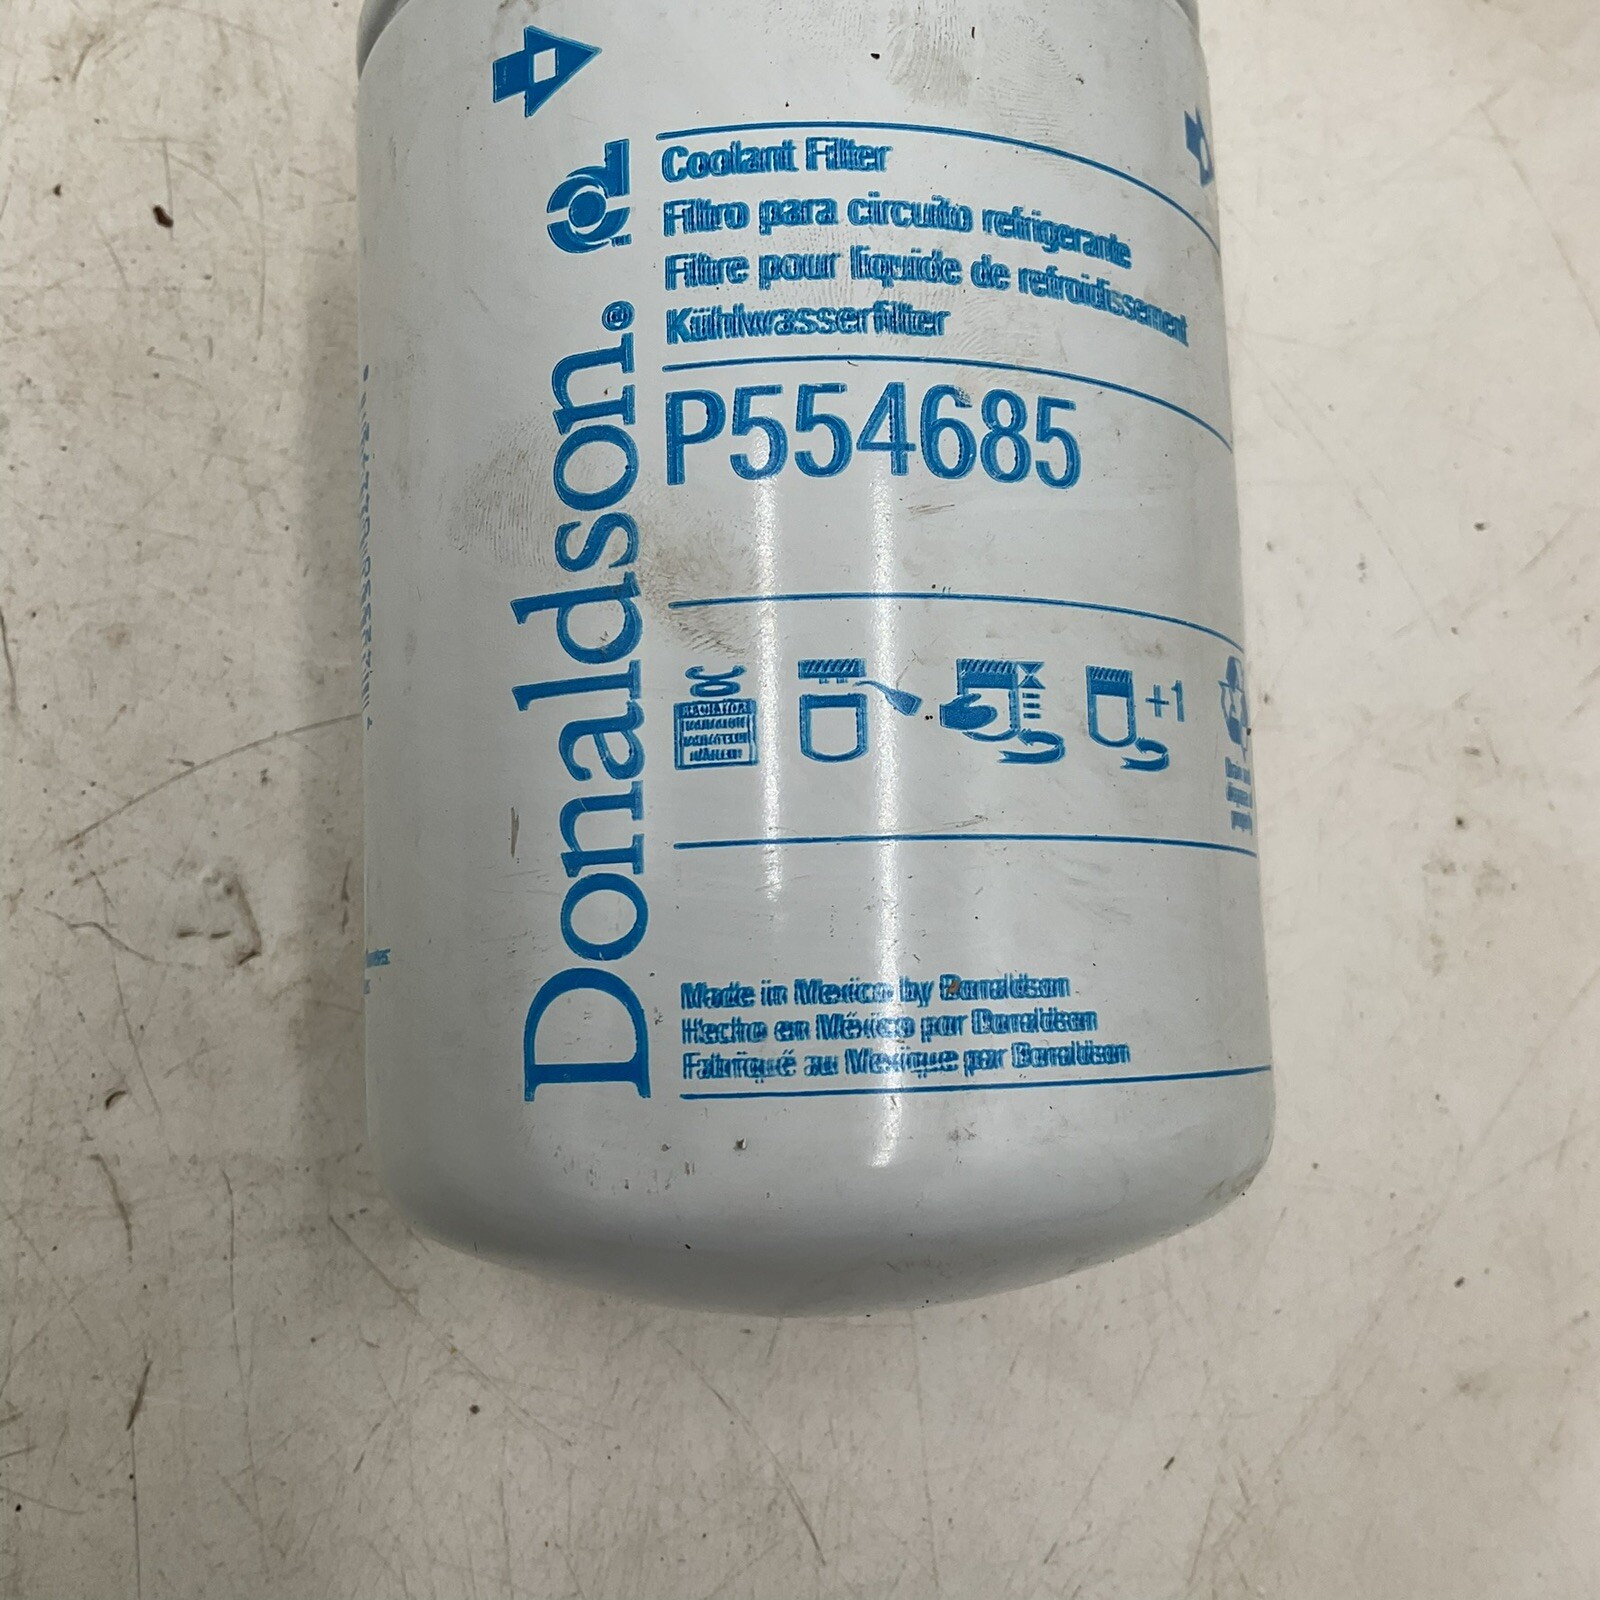 Donaldson®
Coolant Filter
Filtro para circuito refrigerante
Filtre pour liquide de refroidissement
Kühlwasserfilter
P554685
+1
Made in Mexico by Donaldson
Hecho en México por Donaldson
Fabriqué au Mexique par Donaldson